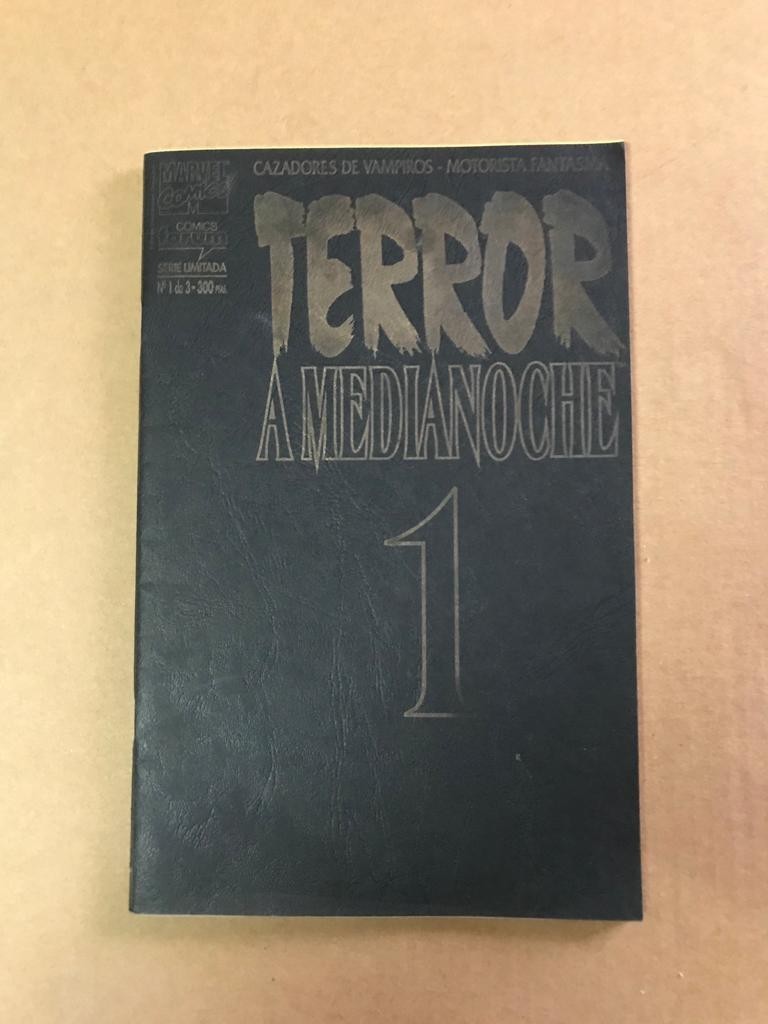 MARVEL
COMICS
M
COMICS
forum
SERIE LIMITADA
Nº 1 de 3 - 300 PTAS.
CAZADORES DE VAMPIROS - MOTORISTA FANTASMA
TERROR
A MEDIANOCHE
1